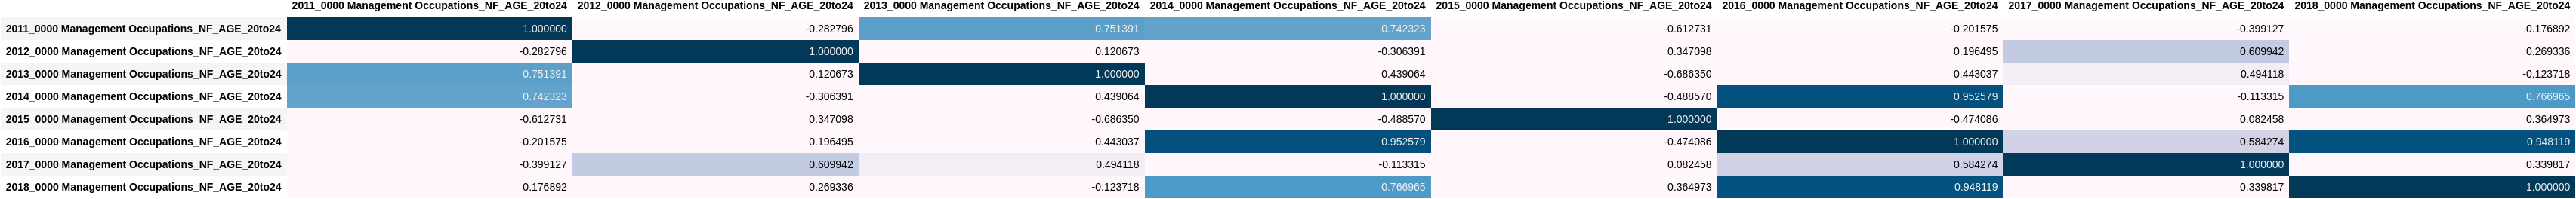 2011_0000 Management Occupations_NF_AGE_20to24 2012_0000 Management Occupations_NF_AGE_20to24 2013_0000 Management Occupations_NF_AGE_20to24 2014_0000 Management Occupations_NF_AGE_20to24 2015_0000 Management Occupations_NF_AGE_20to24 2016_0000 Management Occupations_NF_AGE_20to24 2017_0000 Management Occupations_NF_AGE_20to24 2018_0000 Management Occupations_NF_AGE_20to24
2011_0000 Management Occupations_NF_AGE_20to24 1.000000 -0.282796 0.751391 0.742323 -0.612731 -0.201575 -0.399127 0.176892
2012_0000 Management Occupations_NF_AGE_20to24 -0.282796 1.000000 0.120673 -0.306391 0.347098 0.196495 0.609942 0.269336
2013_0000 Management Occupations_NF_AGE_20to24 0.751391 0.120673 1.000000 0.439064 -0.686350 0.443037 0.494118 -0.123718
2014_0000 Management Occupations_NF_AGE_20to24 0.742323 -0.306391 0.439064 1.000000 -0.488570 0.952579 -0.113315 0.766965
2015_0000 Management Occupations_NF_AGE_20to24 -0.612731 0.347098 -0.686350 -0.488570 1.000000 -0.474086 0.082458 0.364973
2016_0000 Management Occupations_NF_AGE_20to24 -0.201575 0.196495 0.443037 0.952579 -0.474086 1.000000 0.584274 0.948119
2017_0000 Management Occupations_NF_AGE_20to24 -0.399127 0.609942 0.494118 -0.113315 0.082458 0.584274 1.000000 0.339817
2018_0000 Management Occupations_NF_AGE_20to24 0.176892 0.269336 -0.123718 0.766965 0.364973 0.948119 0.339817 1.000000